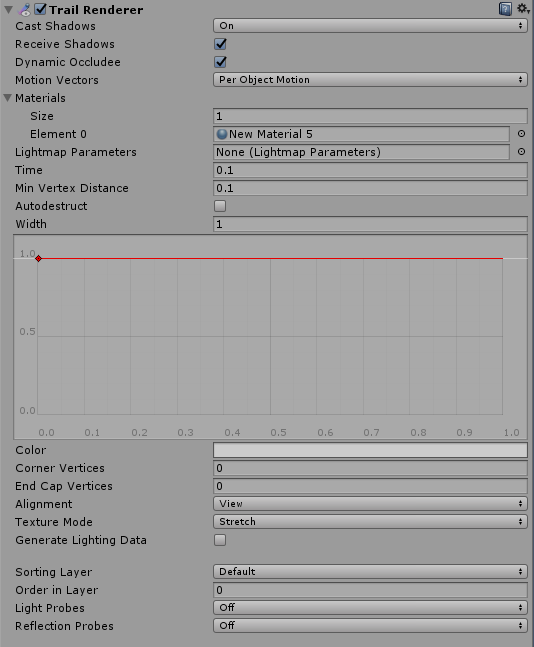 Trail Renderer
Cast Shadows On
Receive Shadows
Dynamic Occludee
Motion Vectors Per Object Motion
Materials
Size 1
Element 0 New Material 5
Lightmap Parameters None (Lightmap Parameters)
Time 0.1
Min Vertex Distance 0.1
Autodestruct
Width 1
1.0
0.5
0.0
0.0 0.1 0.2 0.3 0.4 0.5 0.6 0.7 0.8 0.9 1.0
Color
Corner Vertices 0
End Cap Vertices 0
Alignment View
Texture Mode Stretch
Generate Lighting Data
Sorting Layer Default
Order in Layer 0
Light Probes Off
Reflection Probes Off